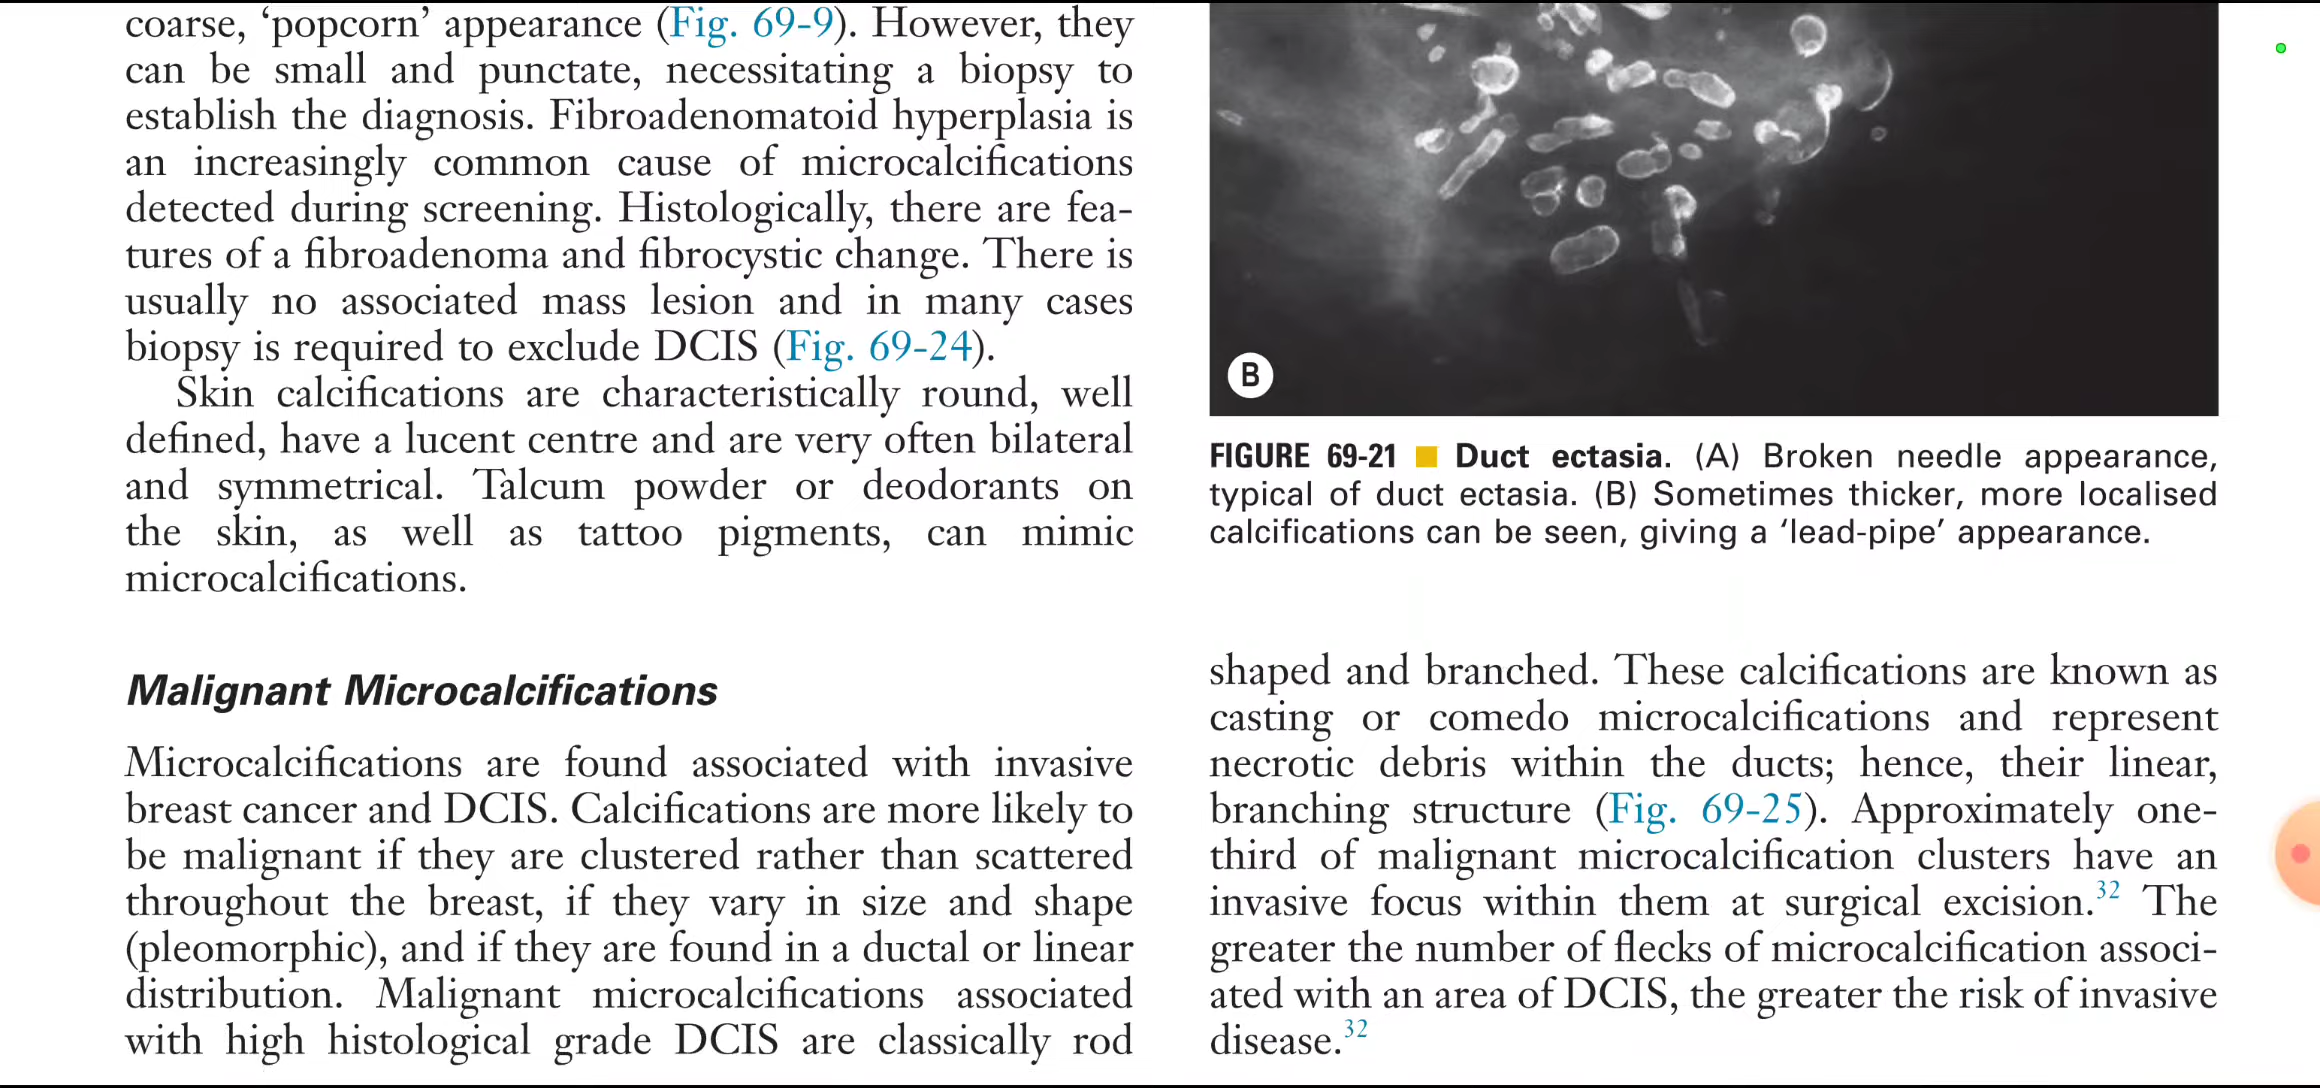 coarse, ‘popcorn’ appearance (Fig. 69-9). However, they
can be small and punctate, necessitating a biopsy to
establish the diagnosis. Fibroadenomatoid hyperplasia is
an increasingly common cause of microcalcifications
detected during screening. Histologically, there are fea-
tures of a fibroadenoma and fibrocystic change. There is
usually no associated mass lesion and in many cases
biopsy is required to exclude DCIS (Fig. 69-24).
Skin calcifications are characteristically round, well
defined, have a lucent centre and are very often bilateral
and symmetrical. Talcum powder or deodorants on
the skin, as well as tattoo pigments, can mimic
microcalcifications.
Malignant Microcalcifications
Microcalcifications are found associated with invasive
breast cancer and DCIS. Calcifications are more likely to
be malignant if they are clustered rather than scattered
throughout the breast, if they vary in size and shape
(pleomorphic), and if they are found in a ductal or linear
distribution. Malignant microcalcifications associated
with high histological grade DCIS are classically rod
B
FIGURE 69-21 ■ Duct ectasia. (A) Broken needle appearance,
typical of duct ectasia. (B) Sometimes thicker, more localised
calcifications can be seen, giving a ‘lead-pipe’ appearance.
shaped and branched. These calcifications are known as
casting or comedo microcalcifications and represent
necrotic debris within the ducts; hence, their linear,
branching structure (Fig. 69-25). Approximately one-
third of malignant microcalcification clusters have an
invasive focus within them at surgical excision.32 The
greater the number of flecks of microcalcification associ-
ated with an area of DCIS, the greater the risk of invasive
disease.32